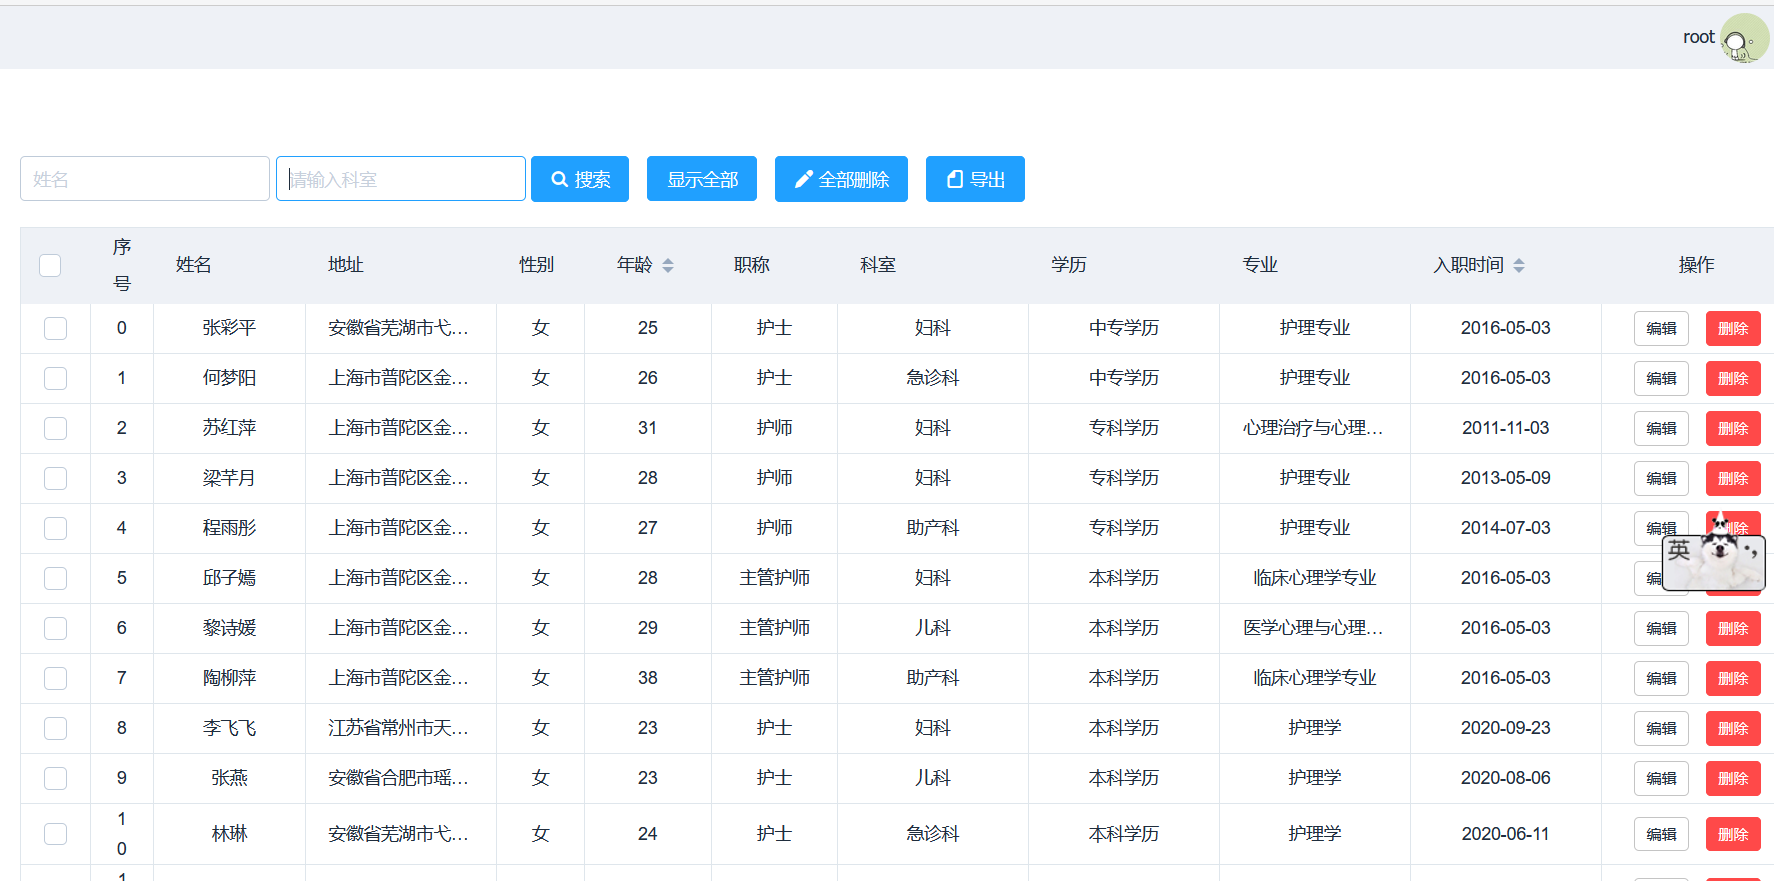 root
姓名 请输入科室 搜索 显示全部 全部删除 导出
序号 姓名 地址 性别 年龄 职称 科室 学历 专业 入职时间 操作
0 张彩平 安徽省芜湖市弋… 女 25 护士 妇科 中专学历 护理专业 2016-05-03 编辑 删除
1 何梦阳 上海市普陀区金… 女 26 护士 急诊科 中专学历 护理专业 2016-05-03 编辑 删除
2 苏红萍 上海市普陀区金… 女 31 护师 妇科 专科学历 心理治疗与心理… 2011-11-03 编辑 删除
3 梁芊月 上海市普陀区金… 女 28 护师 妇科 专科学历 护理专业 2013-05-09 编辑 删除
4 程雨彤 上海市普陀区金… 女 27 护师 助产科 专科学历 护理专业 2014-07-03 编辑 删除
英
5 邱子嫣 上海市普陀区金… 女 28 主管护师 妇科 本科学历 临床心理学专业 2016-05-03 编
6 黎诗媛 上海市普陀区金… 女 29 主管护师 儿科 本科学历 医学心理与心理… 2016-05-03 编辑 删除
7 陶柳萍 上海市普陀区金… 女 38 主管护师 助产科 本科学历 临床心理学专业 2016-05-03 编辑 删除
8 李飞飞 江苏省常州市天… 女 23 护士 妇科 本科学历 护理学 2020-09-23 编辑 删除
9 张燕 安徽省合肥市瑶… 女 23 护士 儿科 本科学历 护理学 2020-08-06 编辑 删除
10 林琳 安徽省芜湖市弋… 女 24 护士 急诊科 本科学历 护理学 2020-06-11 编辑 删除
1